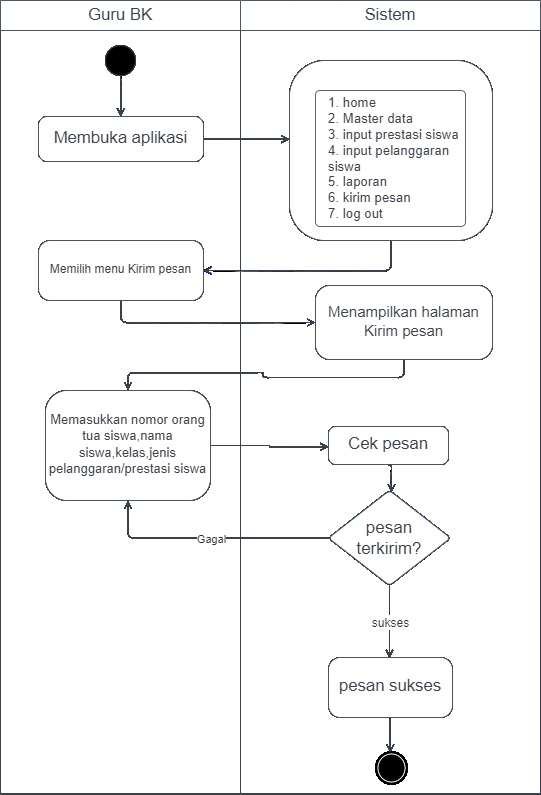 Guru BK
Sistem
Membuka aplikasi
1. home
2. Master data
3. input prestasi siswa
4. input pelanggaran
siswa
5. laporan
6. kirim pesan
7. log out
Memilih menu Kirim pesan
Menampilkan halaman
Kirim pesan
Memasukkan nomor orang
tua siswa,nama
siswa,kelas,jenis
pelanggaran/prestasi siswa
Cek pesan
pesan
terkirim?
Gagal
sukses
pesan sukses